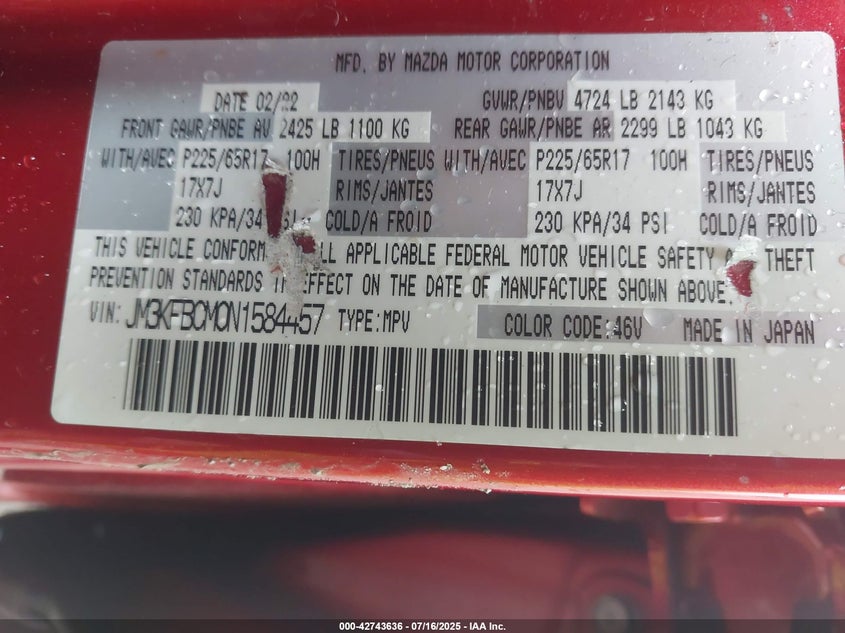 MFD. BY MAZDA MOTOR CORPORATION
DATE 02/22 GVWR/PNBV 4724 LB 2143 KG
FRONT GAWR/PNBE AV 2425 LB 1100 KG REAR GAWR/PNBE AR 2299 LB 1043 KG
WITH/AVEC P225/65R17 100H TIRES/PNEUS WITH/AVEC P225/65R17 100H TIRES/PNEUS
17X7J RIMS/JANTES 17X7J RIMS/JANTES
230 KPA/34 PSI COLD/A FROID 230 KPA/34 PSI COLD/A FROID
THIS VEHICLE CONFORM ALL APPLICABLE FEDERAL MOTOR VEHICLE SAFETY THEFT
PREVENTION STANDARDS IN EFFECT ON THE DATE OF MANUFACTURE SHOWN ABOVE.
VIN: JM3KFBCM0N1584457 TYPE:MPV COLOR CODE:46V MADE IN JAPAN
000-42743636 - 07/16/2025 - IAA Inc.